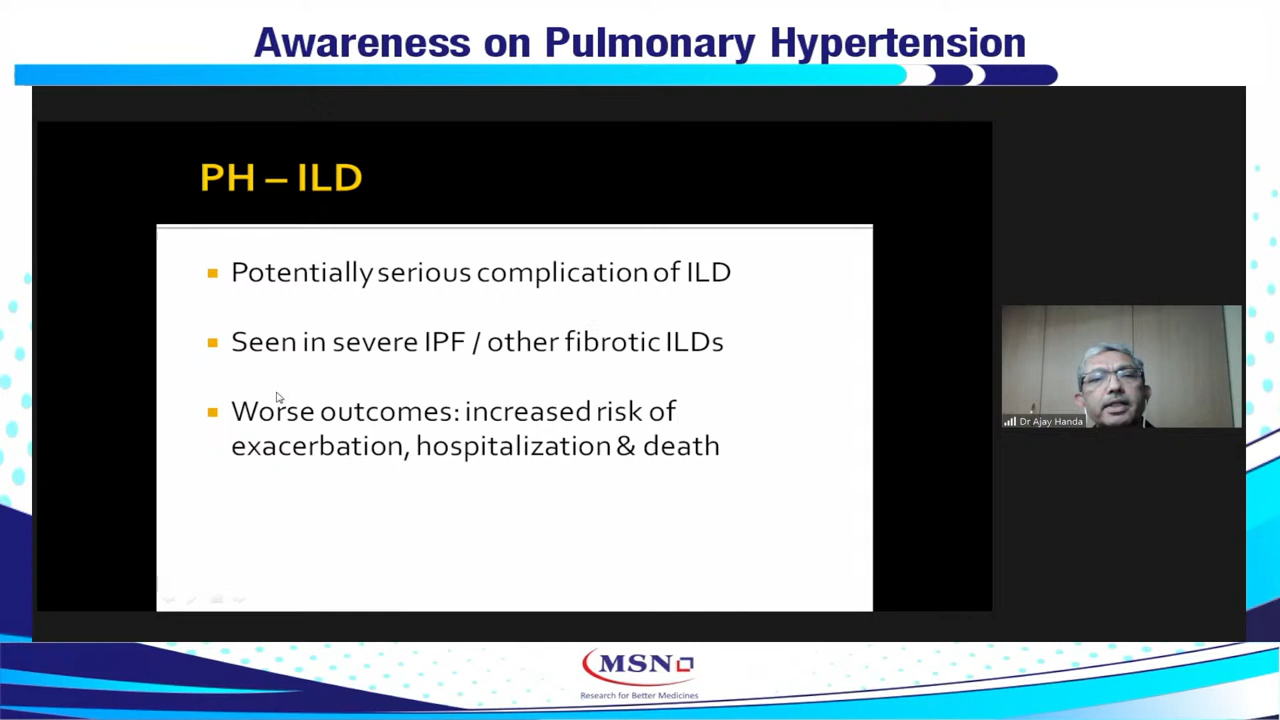 Awareness on Pulmonary Hypertension
PH – ILD
Potentially serious complication of ILD
Seen in severe IPF / other fibrotic ILDs
Worse outcomes: increased risk of
exacerbation, hospitalization & death
Dr Ajay Handa
MSN
Research for Better Medicines